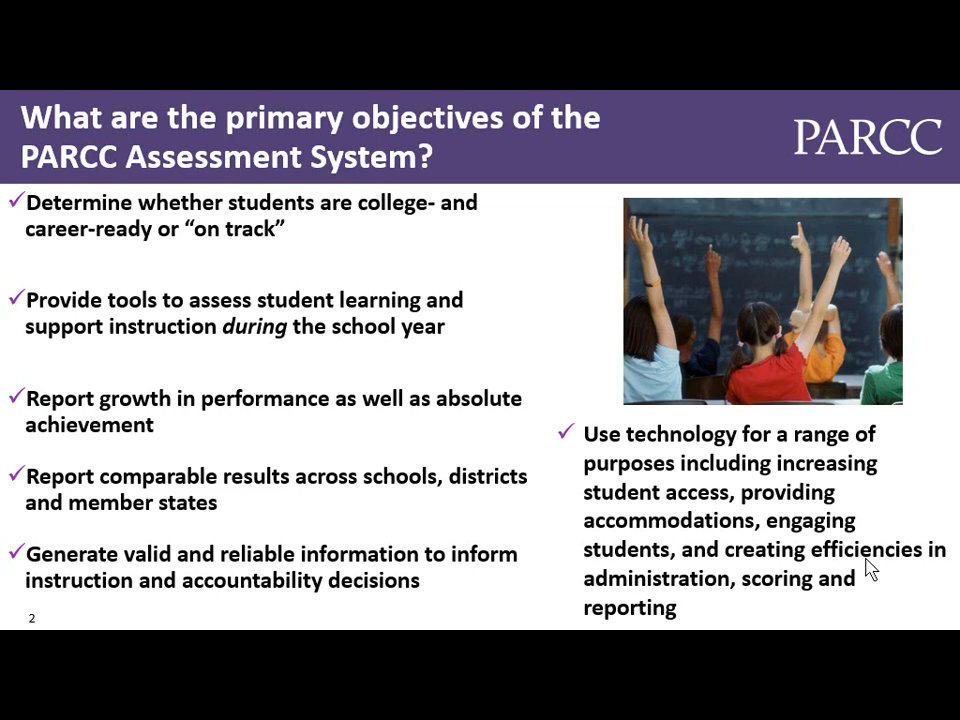 What are the primary objectives of the
PARCC Assessment System?
PARCC
✓Determine whether students are college- and
career-ready or “on track”
✓Provide tools to assess student learning and
support instruction during the school year
✓Report growth in performance as well as absolute
achievement
✓Report comparable results across schools, districts
and member states
✓Generate valid and reliable information to inform
instruction and accountability decisions
✓ Use technology for a range of
purposes including increasing
student access, providing
accommodations, engaging
students, and creating efficiencies in
administration, scoring and
reporting
2